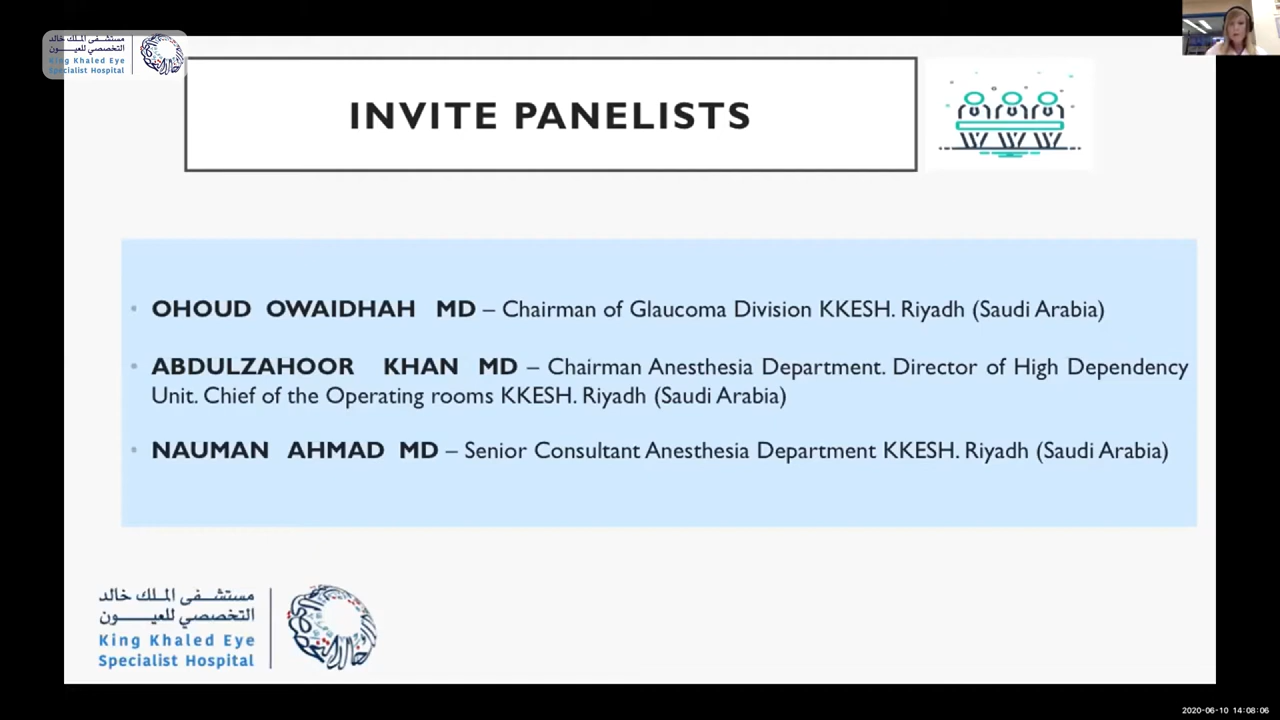 مستشفى الملك خالد
التخصصي للعيون
King Khaled Eye
Specialist Hospital
INVITE PANELISTS
• OHOUD OWAIDHAH MD – Chairman of Glaucoma Division KKESH. Riyadh (Saudi Arabia)
• ABDULZAHOOR KHAN MD – Chairman Anesthesia Department. Director of High Dependency
Unit. Chief of the Operating rooms KKESH. Riyadh (Saudi Arabia)
• NAUMAN AHMAD MD – Senior Consultant Anesthesia Department KKESH. Riyadh (Saudi Arabia)
مستشفى الملك خالد
التخصصي للعيون
King Khaled Eye
Specialist Hospital
2020-06-10 14:08:06